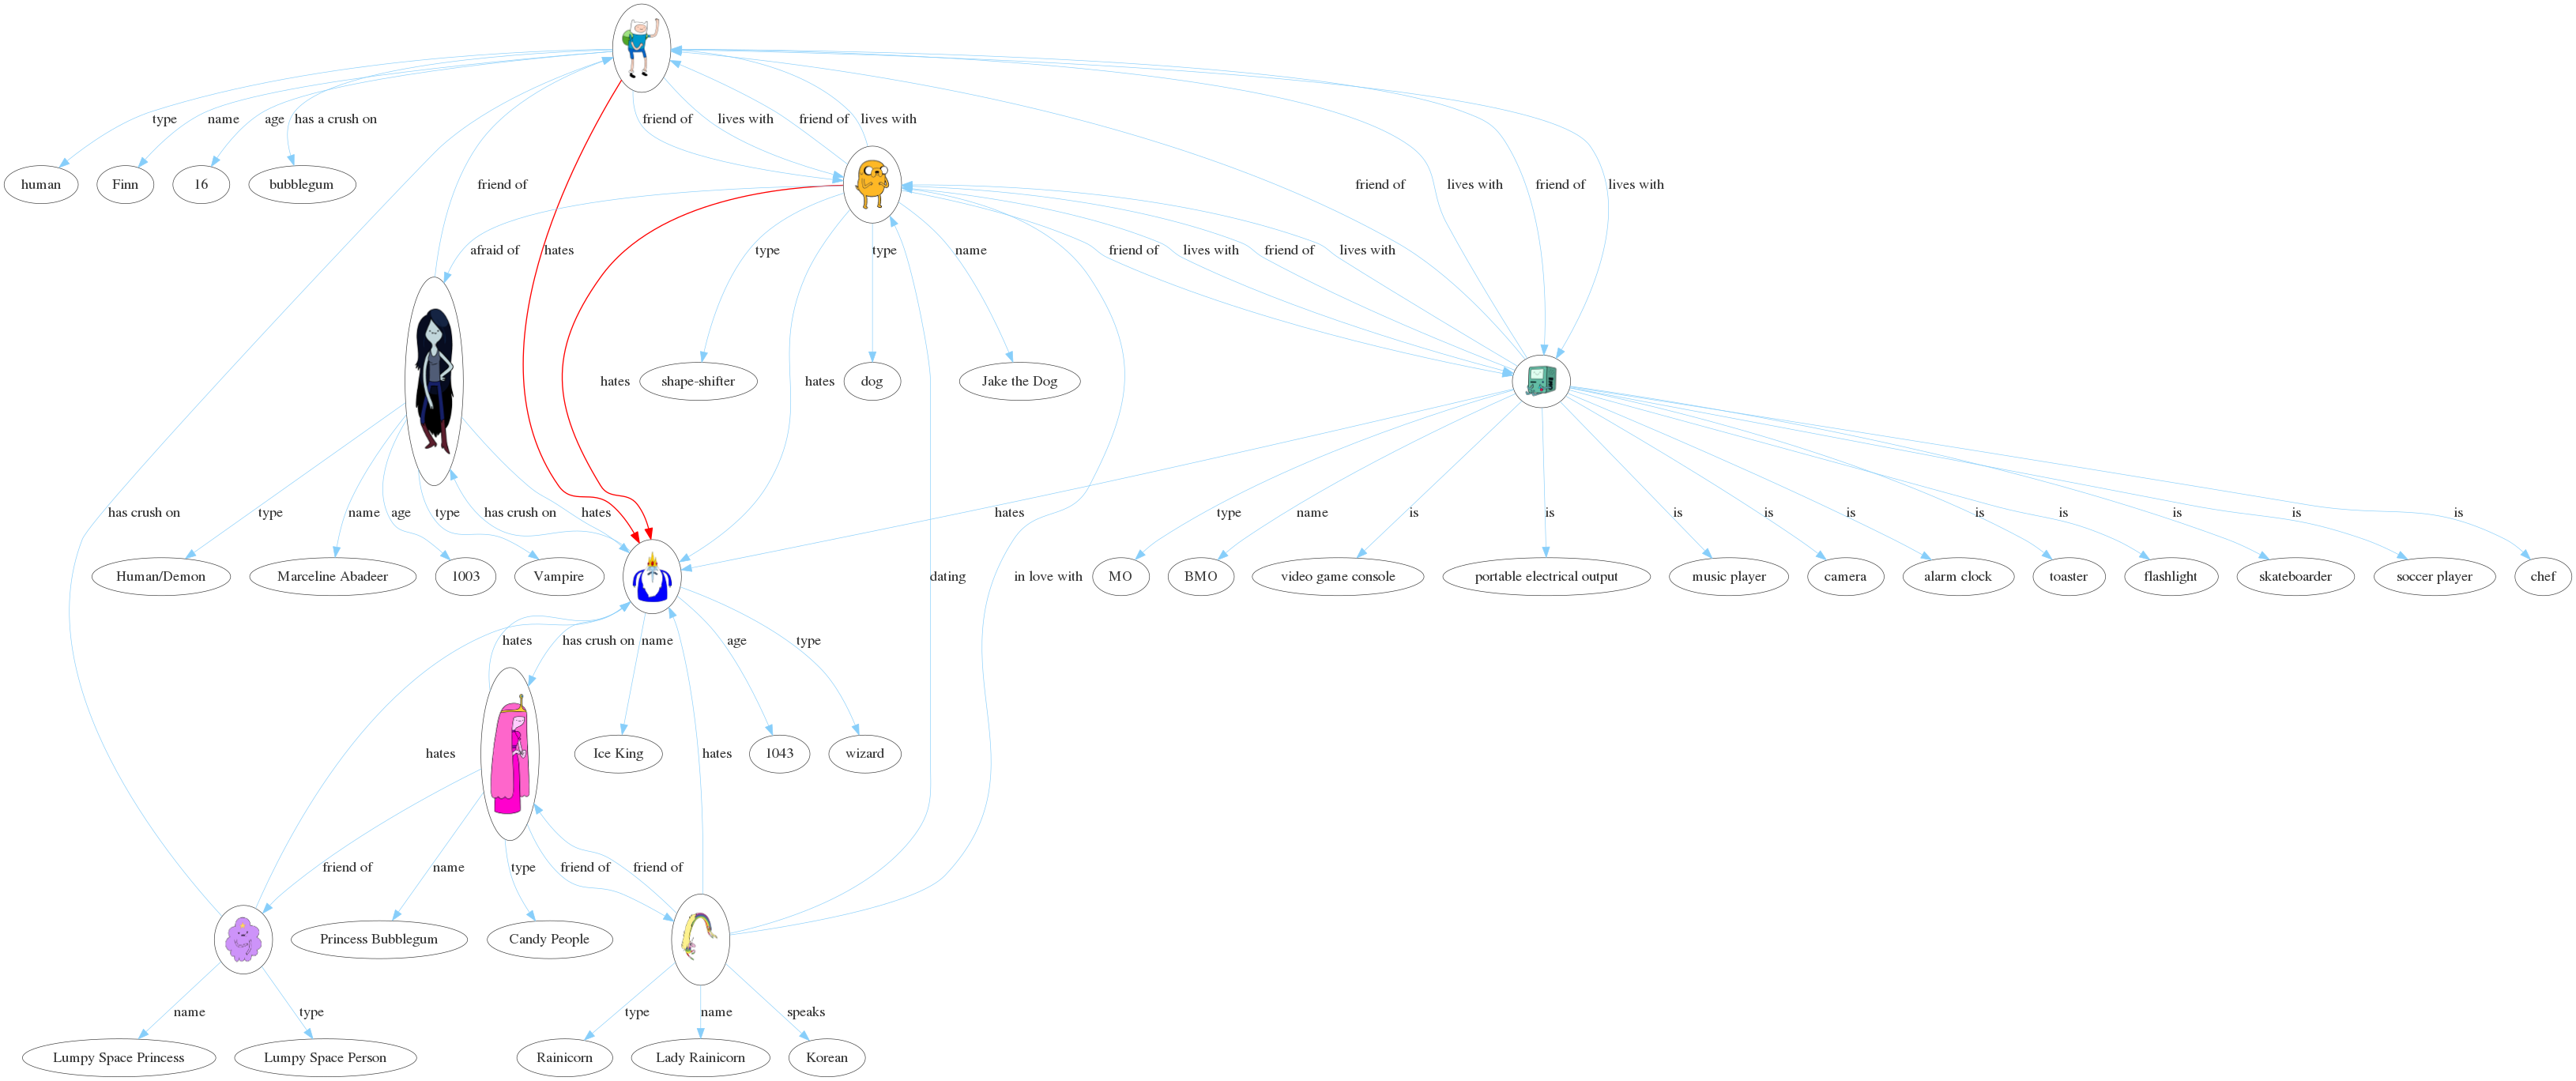 type
name
age
has a crush on
friend of
lives with
friend of
lives with
human
Finn
16
bubblegum
friend of
friend of
lives with
friend of
lives with
afraid of
hates
type
type
name
friend of
lives with
friend of
lives with
hates
shape-shifter
hates
dog
Jake the Dog
has crush on
type
name
age
type
has crush on
hates
hates
type
name
is
is
is
is
is
is
is
is
is
is
Human/Demon
Marceline Abadeer
1003
Vampire
dating
in love with
MO
BMO
video game console
portable electrical output
music player
camera
alarm clock
toaster
flashlight
skateboarder
soccer player
chef
hates
has crush on
name
age
type
hates
Ice King
hates
1043
wizard
friend of
name
type
friend of
friend of
Princess Bubblegum
Candy People
name
type
type
name
speaks
Lumpy Space Princess
Lumpy Space Person
Rainicorn
Lady Rainicorn
Korean